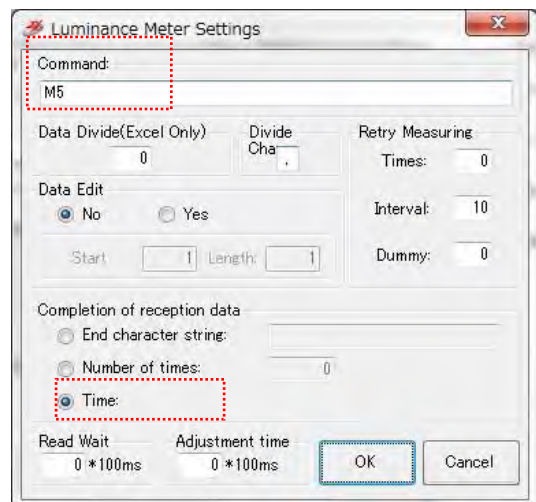 Luminance Meter Settings
Command:
M5
Data Divide(Excel Only)
0
Divide
Cha
.
Retry Measuring
Times: 0
Interval: 10
Dummy: 0
Data Edit
No Yes
Start 1 Length: 1
Completion of reception data
End character string:
Number of times: 0
Time:
Read Wait
0 *100ms
Adjustment time
0 *100ms
OK
Cancel